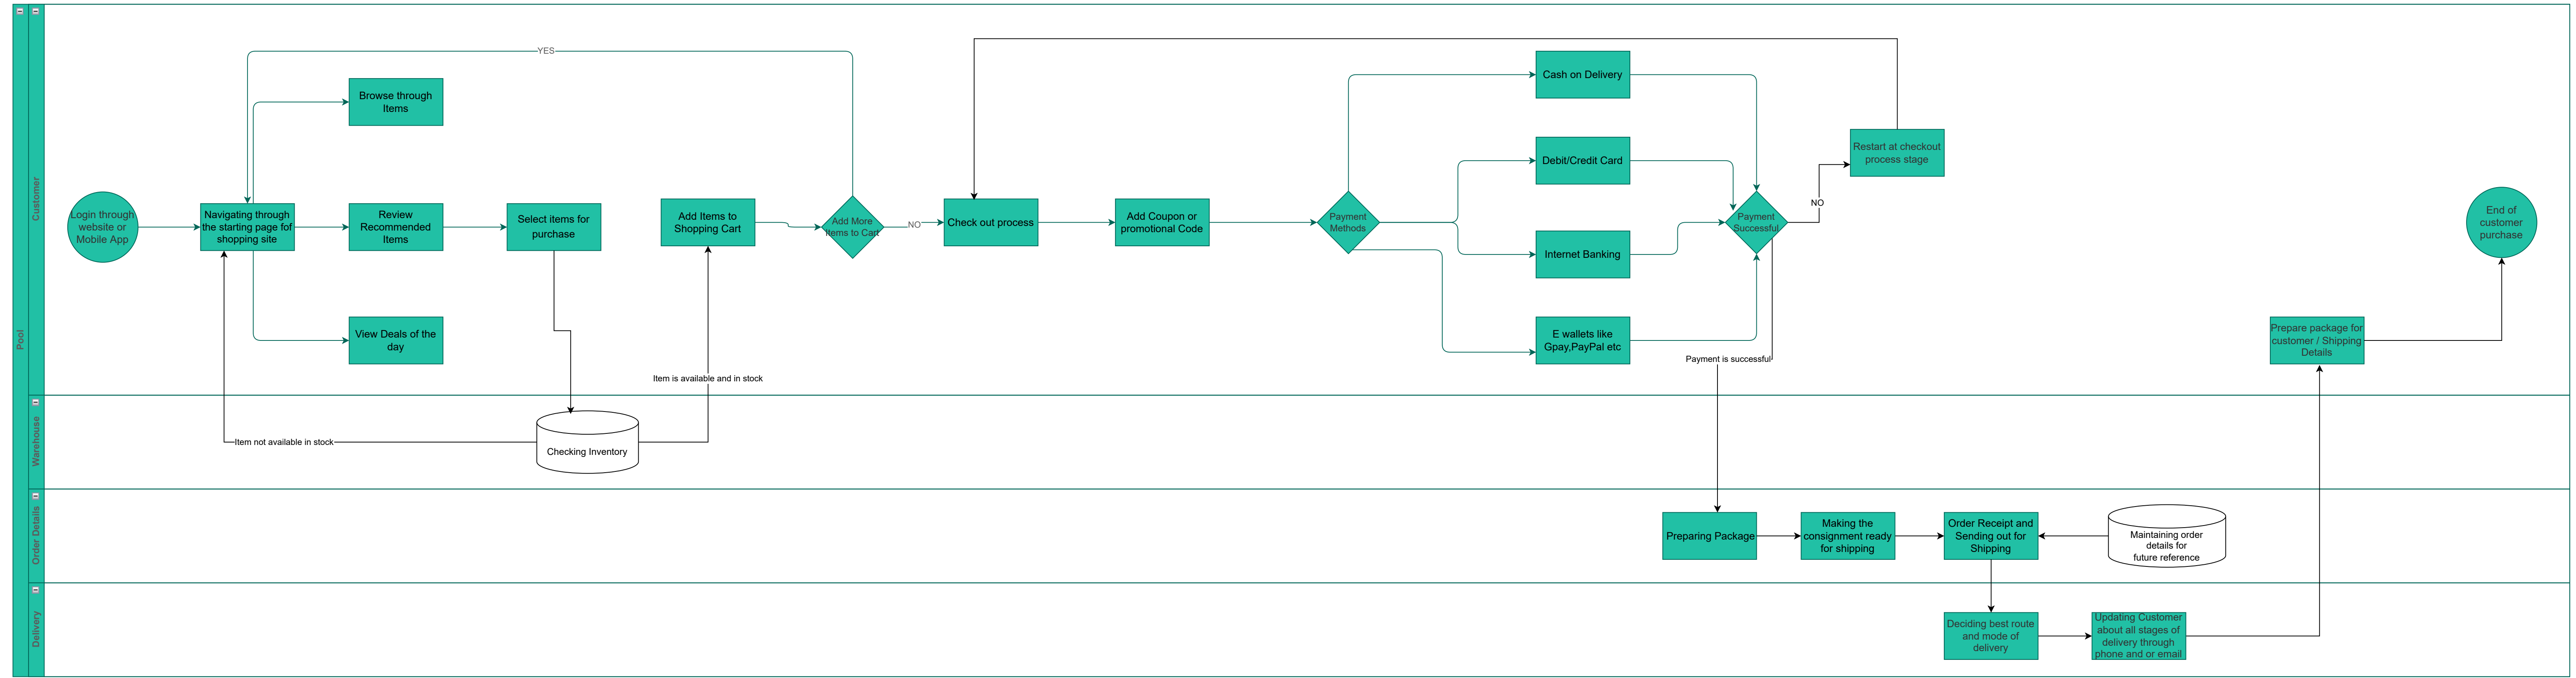 Pool
Customer
Warehouse
Order Details
Delivery
Login through
website or
Mobile App
Navigating through
the starting page fof
shopping site
Browse through
Items
Review
Recommended
Items
View Deals of the
day
Select items for
purchase
YES
Add Items to
Shopping Cart
Add More
Items to Cart
NO
Check out process
Add Coupon or
promotional Code
Payment
Methods
Cash on Delivery
Debit/Credit Card
Internet Banking
E wallets like
Gpay,PayPal etc
Payment
Successful
NO
Restart at checkout
process stage
Payment is successful
Prepare package for
customer / Shipping
Details
End of
customer
purchase
Item is available and in stock
Item not available in stock
Checking Inventory
Preparing Package
Making the
consignment ready
for shipping
Order Receipt and
Sending out for
Shipping
Maintaining order
details for
future reference
Deciding best route
and mode of
delivery
Updating Customer
about all stages of
delivery through
phone and or email